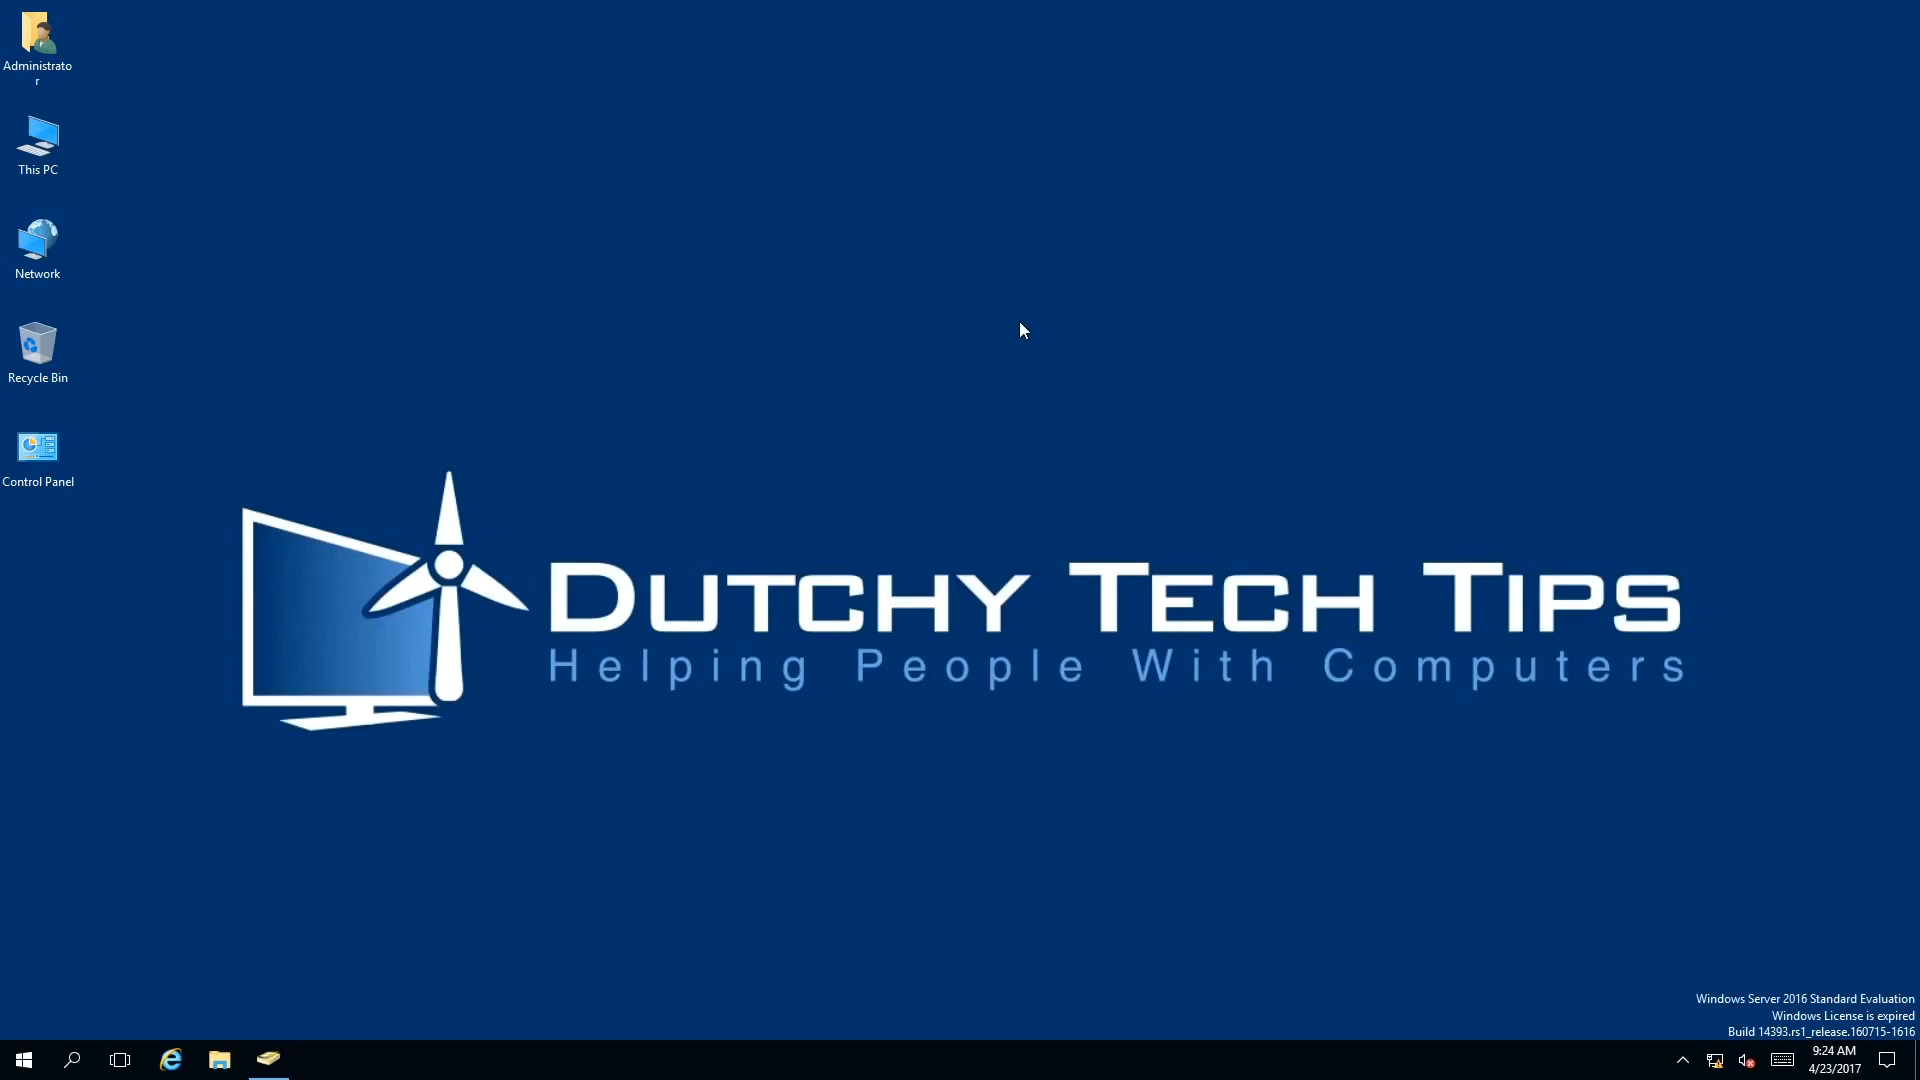 Administrato
r
This PC
Network
Recycle Bin
Control Panel
DUTCHY TECH TIPS
Helping People With Computers
Windows Server 2016 Standard Evaluation
Windows License is expired
Build 14393.rs1_release.160715-1616
9:24 AM
4/23/2017